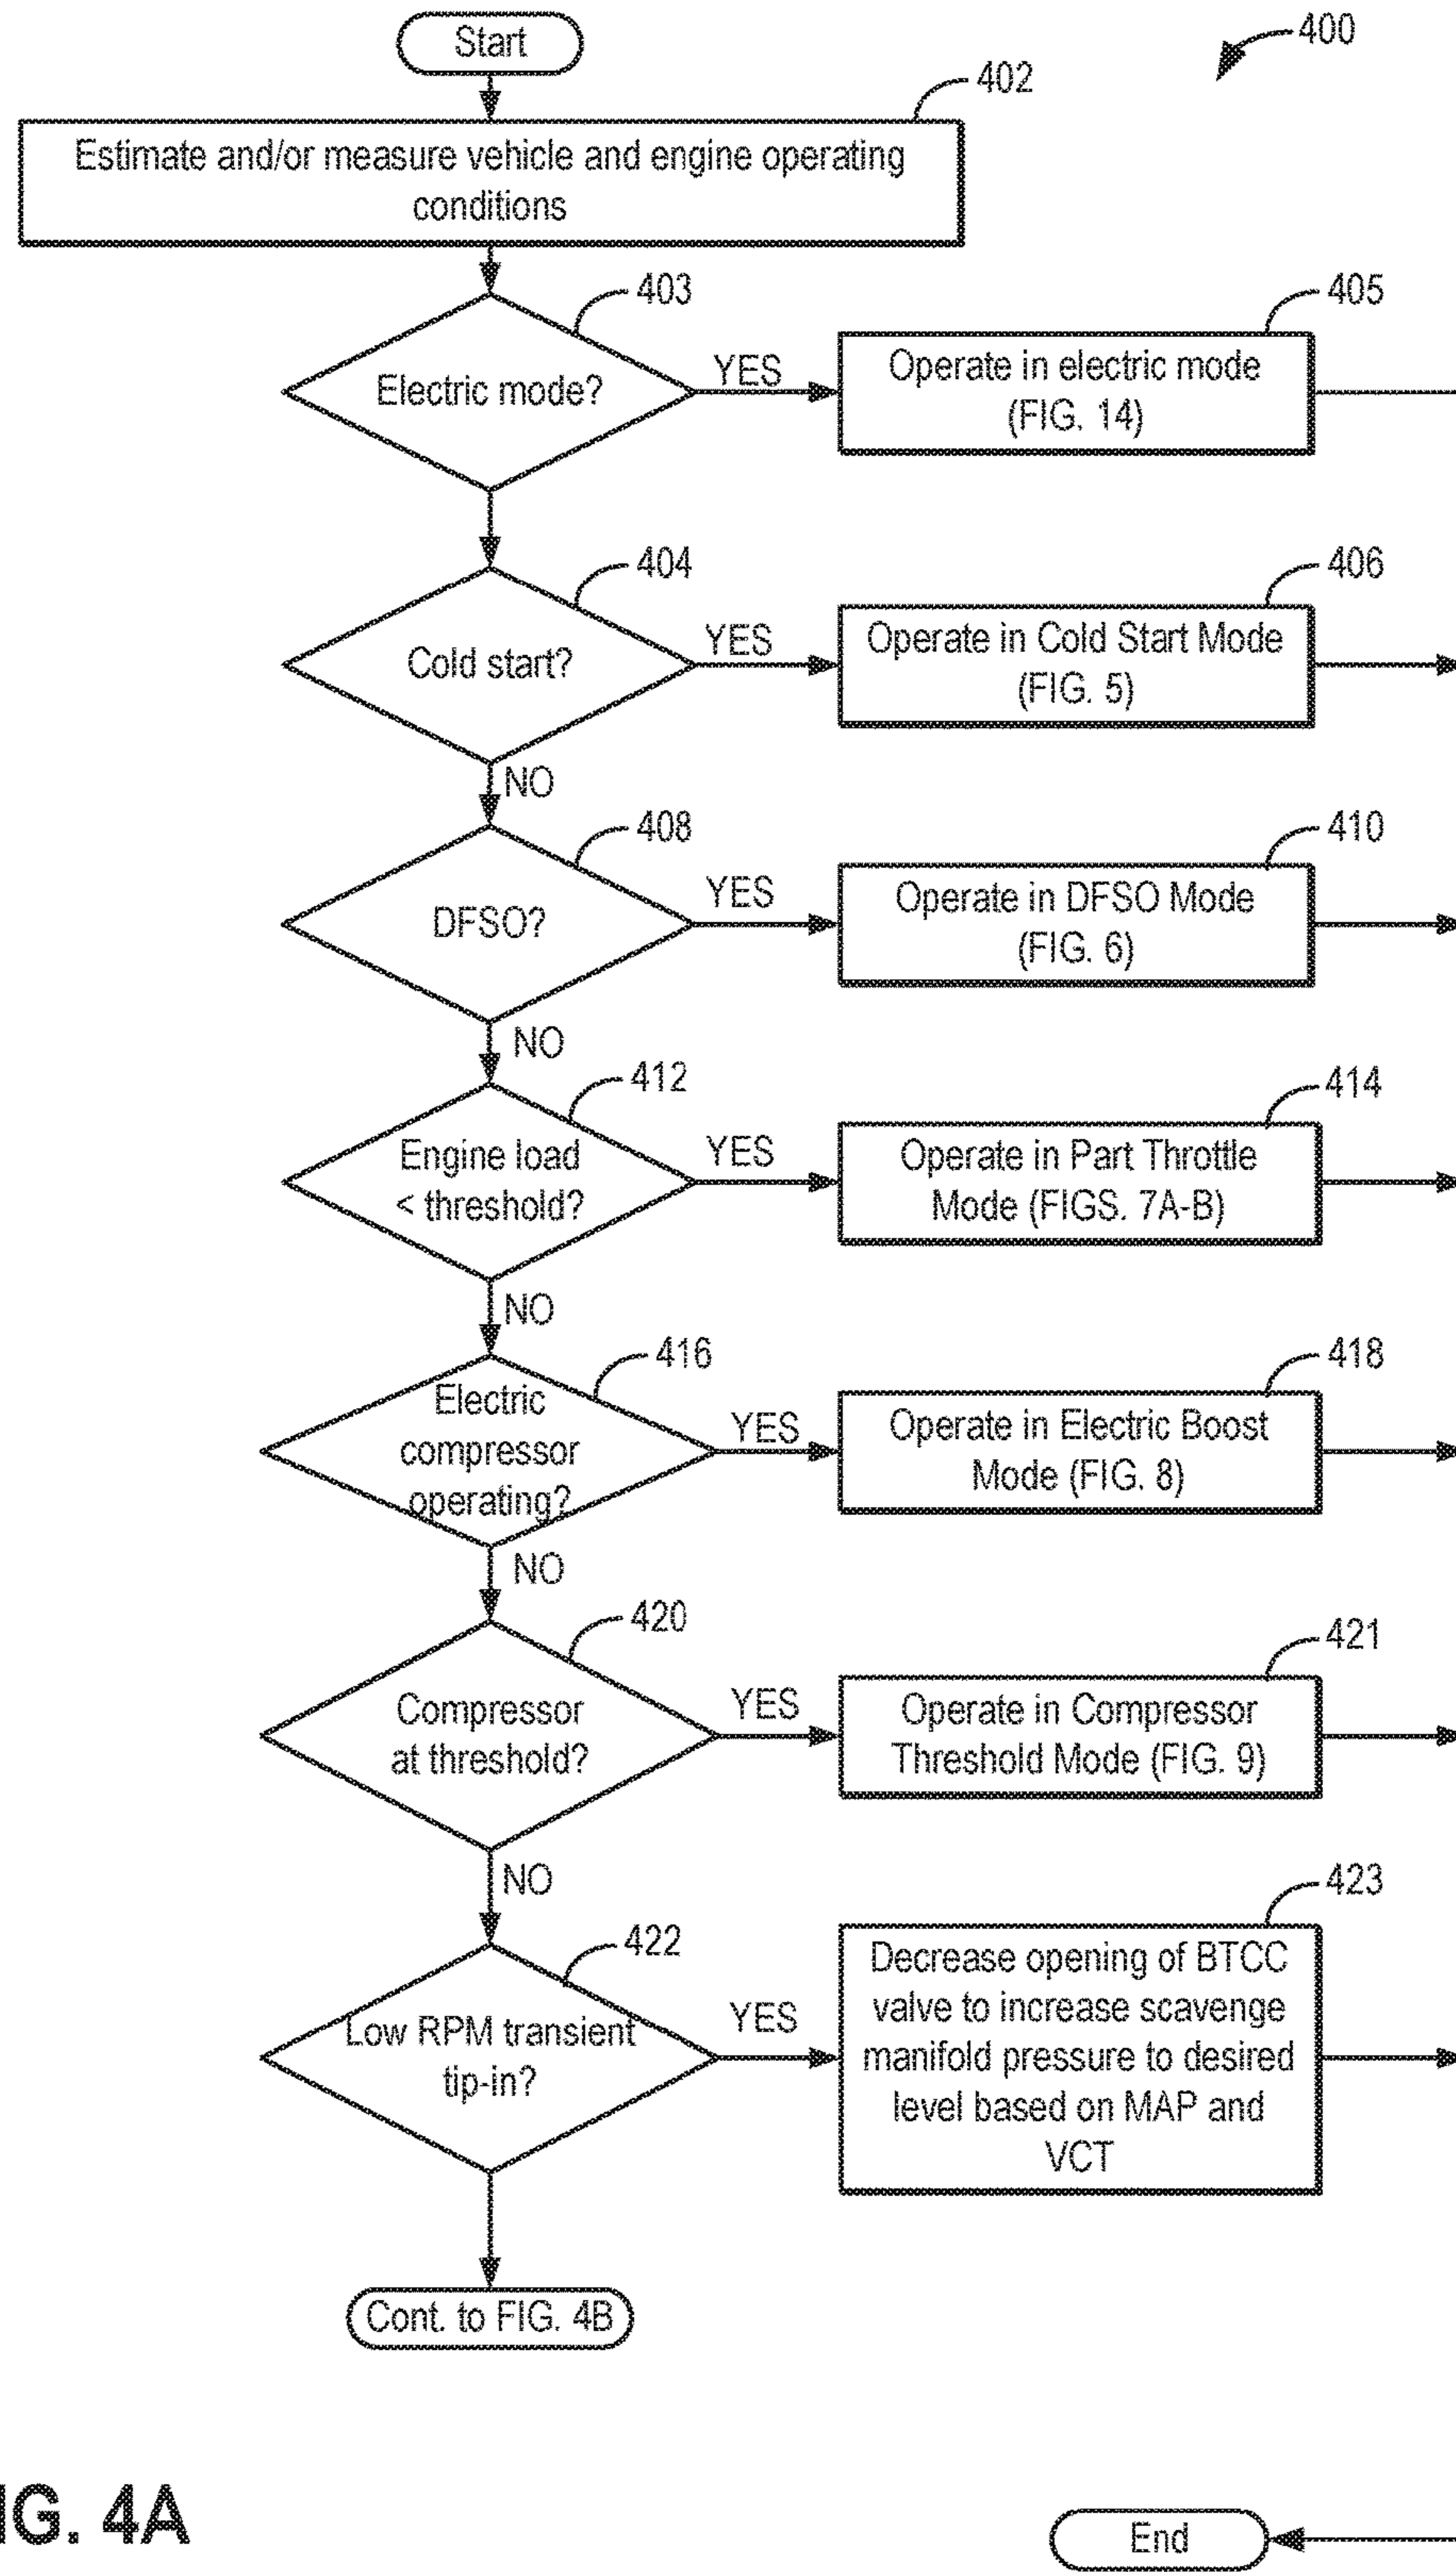 Start
400
402
Estimate and/or measure vehicle and engine operating
conditions
403
405
Electric mode?
YES
Operate in electric mode
(FIG. 14)
404
406
Cold start?
YES
Operate in Cold Start Mode
(FIG. 5)
NO
408
410
DFSO?
YES
Operate in DFSO Mode
(FIG. 6)
NO
412
414
Engine load
< threshold?
YES
Operate in Part Throttle
Mode (FIGS. 7A-B)
NO
416
418
Electric
compressor
operating?
YES
Operate in Electric Boost
Mode (FIG. 8)
NO
420
421
Compressor
at threshold?
YES
Operate in Compressor
Threshold Mode (FIG. 9)
NO
422
423
Low RPM transient
tip-in?
YES
Decrease opening of BTCC
valve to increase scavenge
manifold pressure to desired
level based on MAP and
VCT
Cont. to FIG. 4B
IG. 4A
End